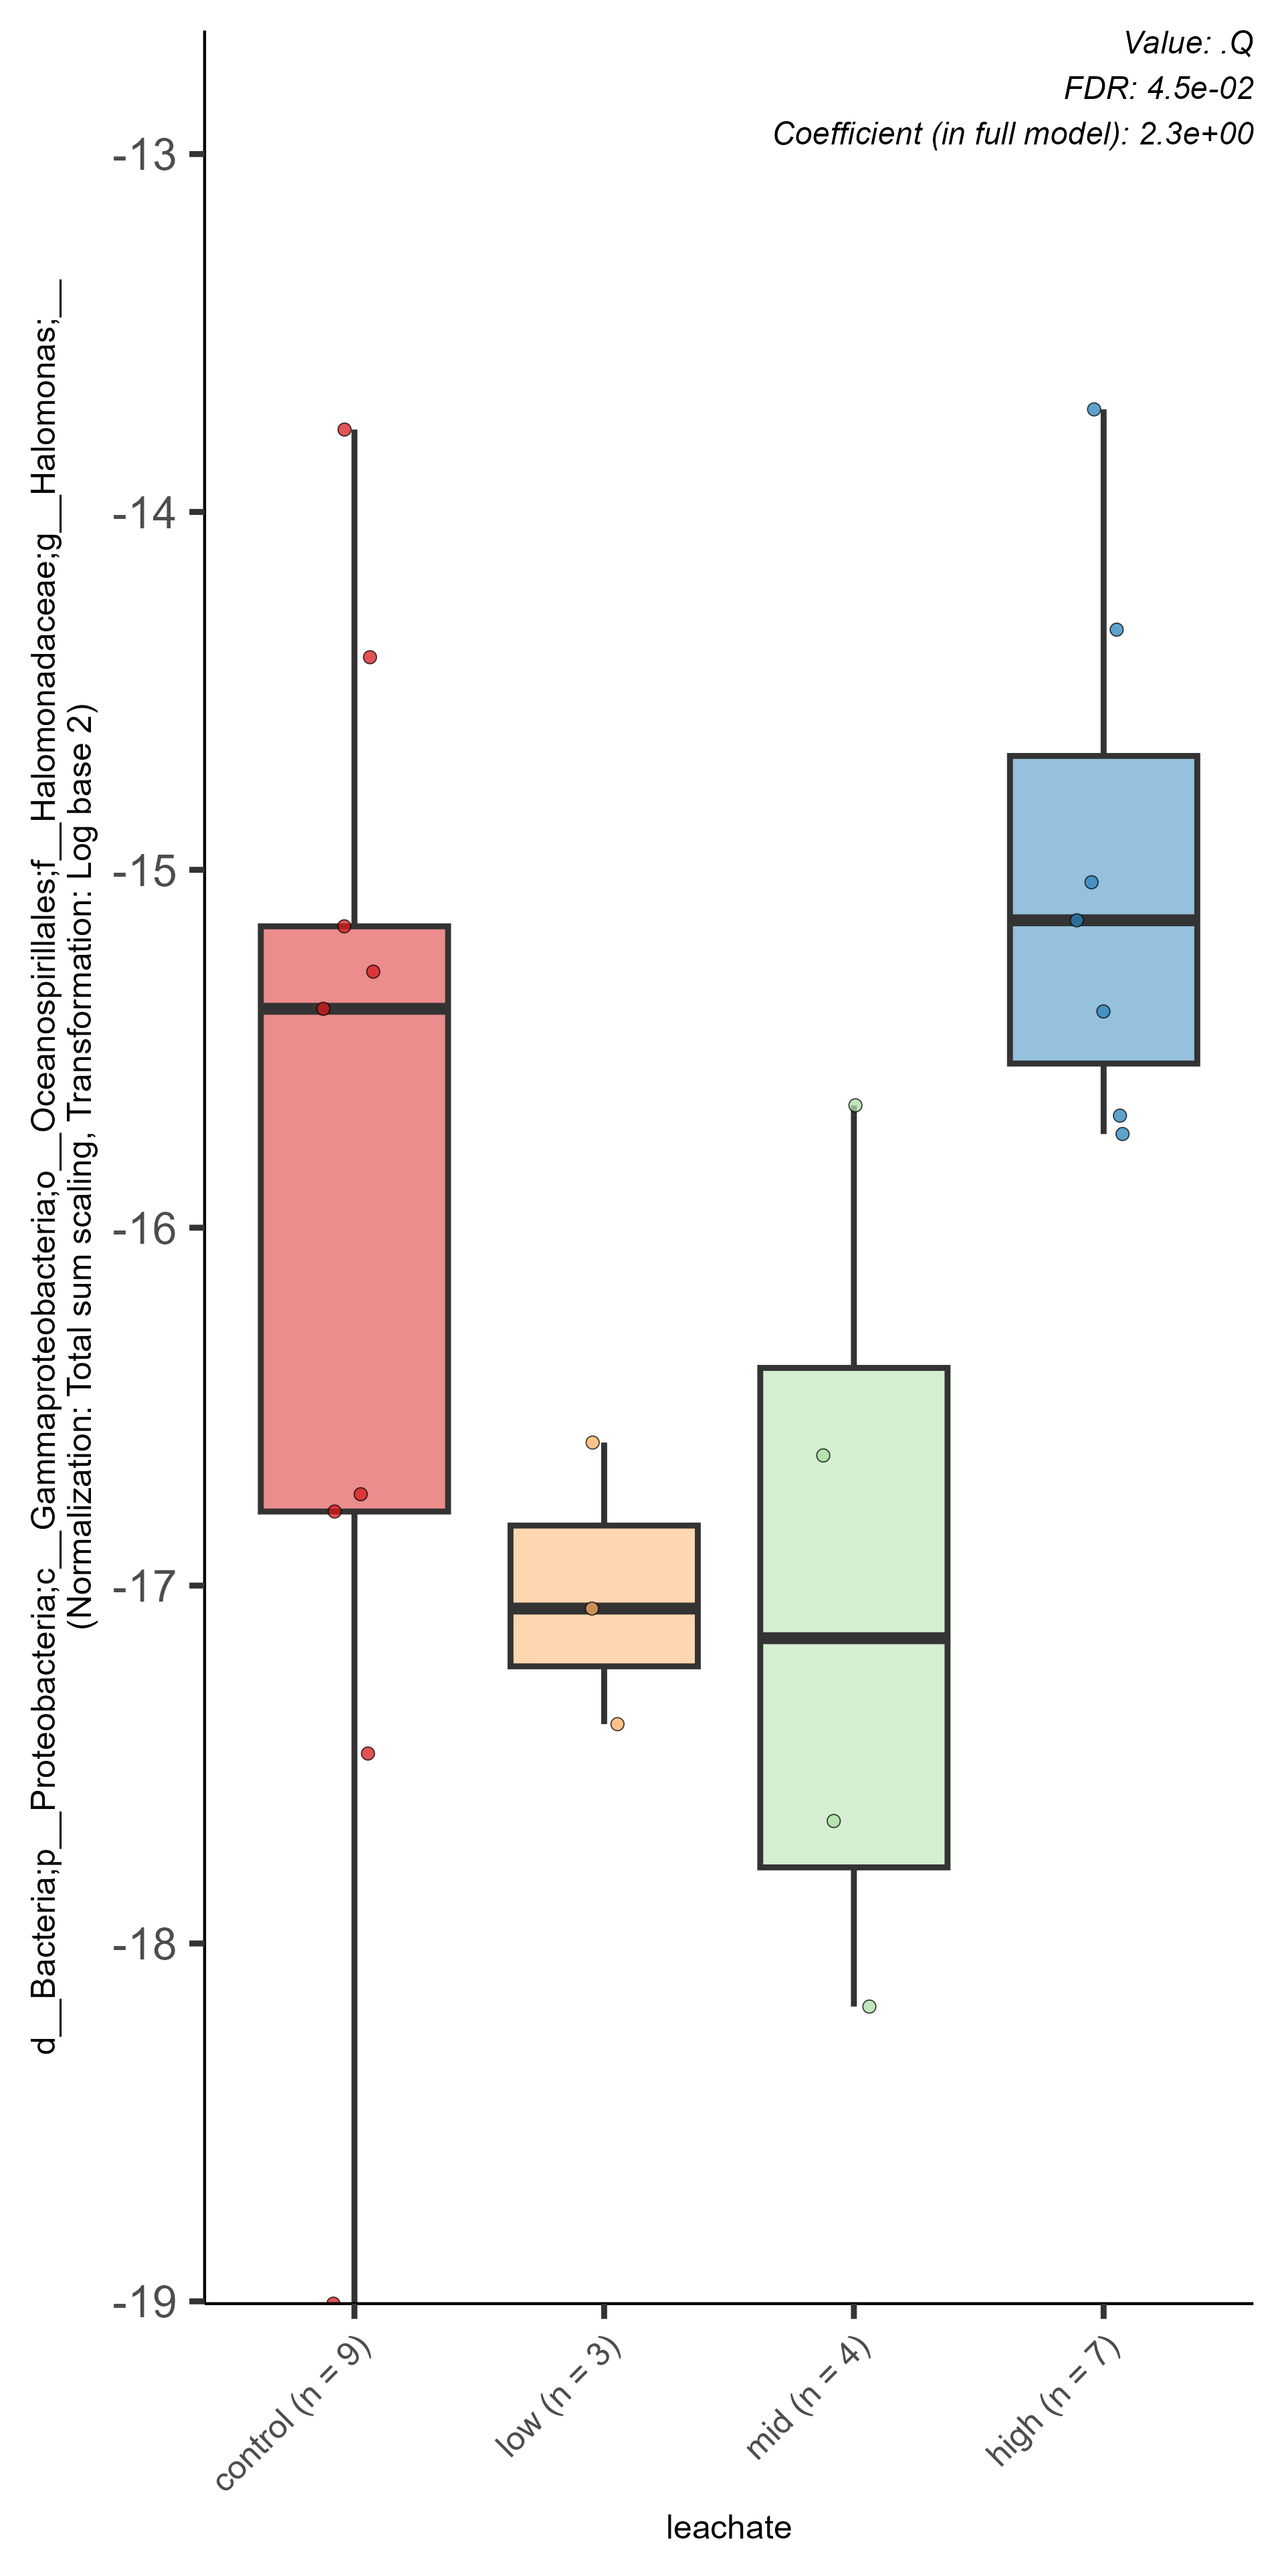 Value: .Q
FDR: 4.5e-02
Coefficient (in full model): 2.3e+00
d__Bacteria;p__Proteobacteria;c__Gammaproteobacteria;o__Oceanospirillales;f__Halomonadaceae;g__Halomonas;__
(Normalization: Total sum scaling, Transformation: Log base 2)
-13
-14
-15
-16
-17
-18
-19
control (n = 9)
low (n = 3)
mid (n = 4)
high (n = 7)
leachate